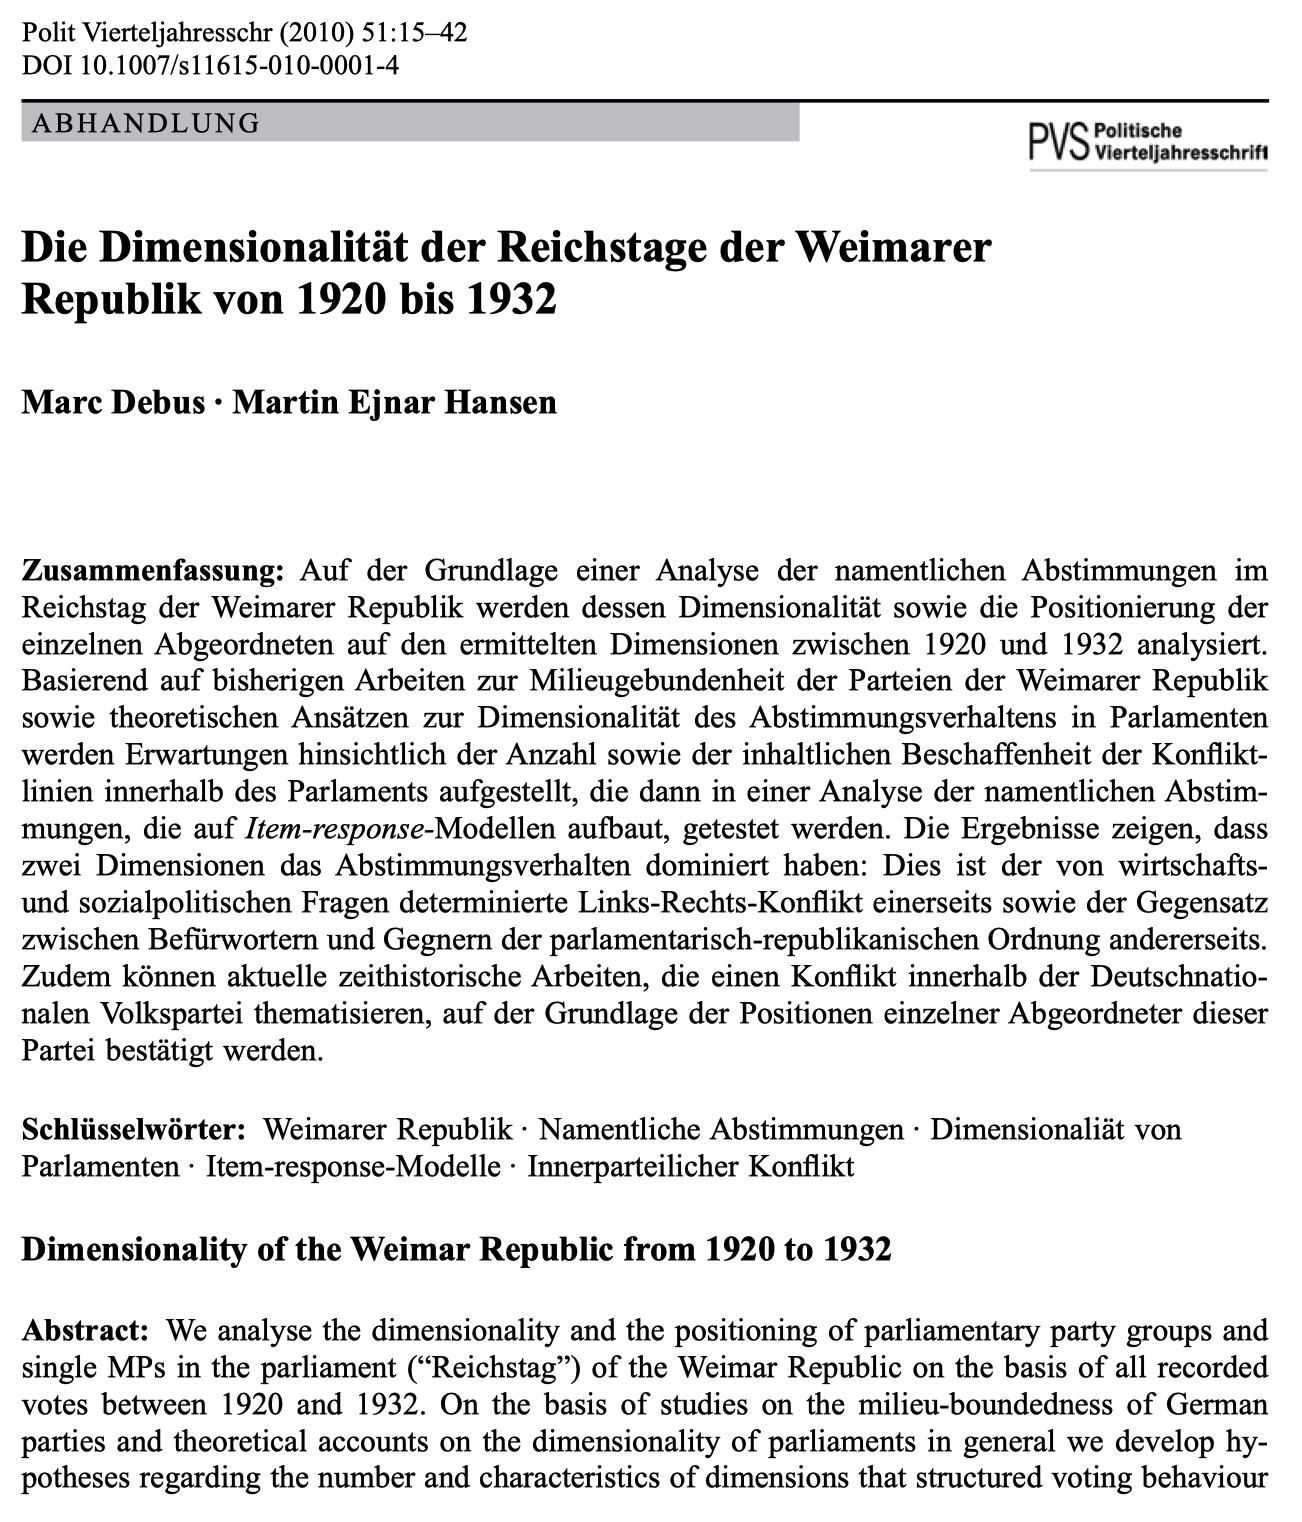 Polit Vierteljahresschr (2010) 51:15–42
DOI 10.1007/s11615-010-0001-4
ABHANDLUNG
PVS Politische
Vierteljahresschrift
Die Dimensionalität der Reichstage der Weimarer
Republik von 1920 bis 1932
Marc Debus · Martin Ejnar Hansen
Zusammenfassung: Auf der Grundlage einer Analyse der namentlichen Abstimmungen im
Reichstag der Weimarer Republik werden dessen Dimensionalität sowie die Positionierung der
einzelnen Abgeordneten auf den ermittelten Dimensionen zwischen 1920 und 1932 analysiert.
Basierend auf bisherigen Arbeiten zur Milieugebundenheit der Parteien der Weimarer Republik
sowie theoretischen Ansätzen zur Dimensionalität des Abstimmungsverhaltens in Parlamenten
werden Erwartungen hinsichtlich der Anzahl sowie der inhaltlichen Beschaffenheit der Konflikt-
linien innerhalb des Parlaments aufgestellt, die dann in einer Analyse der namentlichen Abstim-
mungen, die auf Item-response-Modellen aufbaut, getestet werden. Die Ergebnisse zeigen, dass
zwei Dimensionen das Abstimmungsverhalten dominiert haben: Dies ist der von wirtschafts-
und sozialpolitischen Fragen determinierte Links-Rechts-Konflikt einerseits sowie der Gegensatz
zwischen Befürwortern und Gegnern der parlamentarisch-republikanischen Ordnung andererseits.
Zudem können aktuelle zeithistorische Arbeiten, die einen Konflikt innerhalb der Deutschnatio-
nalen Volkspartei thematisieren, auf der Grundlage der Positionen einzelner Abgeordneter dieser
Partei bestätigt werden.
Schlüsselwörter: Weimarer Republik · Namentliche Abstimmungen · Dimensionaliät von
Parlamenten · Item-response-Modelle · Innerparteilicher Konflikt
Dimensionality of the Weimar Republic from 1920 to 1932
Abstract: We analyse the dimensionality and the positioning of parliamentary party groups and
single MPs in the parliament (“Reichstag”) of the Weimar Republic on the basis of all recorded
votes between 1920 and 1932. On the basis of studies on the milieu-boundedness of German
parties and theoretical accounts on the dimensionality of parliaments in general we develop hy-
potheses regarding the number and characteristics of dimensions that structured voting behaviour